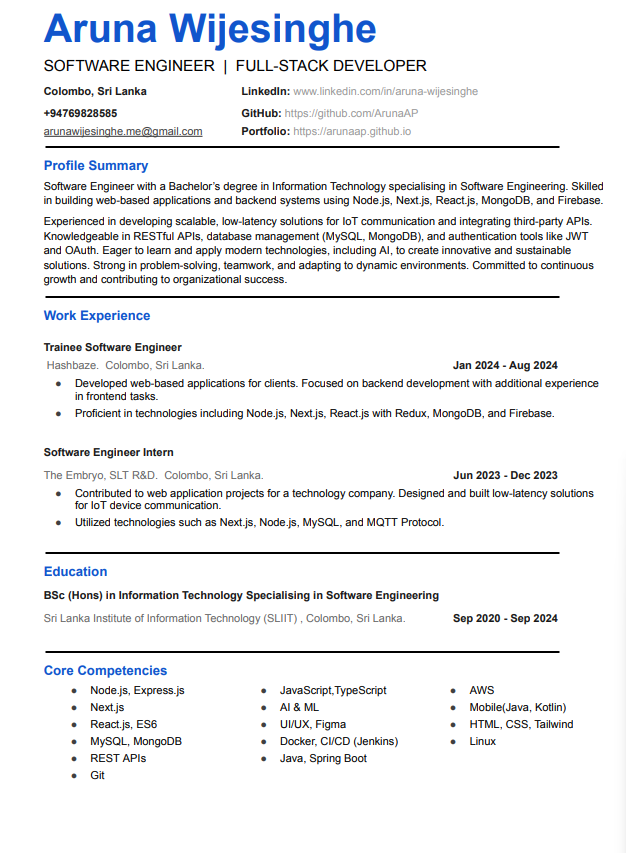 Aruna Wijesinghe
SOFTWARE ENGINEER | FULL-STACK DEVELOPER
Colombo, Sri Lanka
LinkedIn: www.linkedin.com/in/aruna-wijesinghe
+94769828585
GitHub: https://github.com/ArunaAP
arunawijesinghe.me@gmail.com
Portfolio: https://arunaap.github.io
Profile Summary
Software Engineer with a Bachelor's degree in Information Technology specialising in Software Engineering. Skilled
in building web-based applications and backend systems using Node.js, Next.js, React.js, MongoDB, and Firebase.
Experienced in developing scalable, low-latency solutions for IoT communication and integrating third-party APIs.
Knowledgeable in RESTful APIs, database management (MySQL, MongoDB), and authentication tools like JWT
and OAuth. Eager to learn and apply modern technologies, including AI, to create innovative and sustainable
solutions. Strong in problem-solving, teamwork, and adapting to dynamic environments. Committed to continuous
growth and contributing to organizational success.
Work Experience
Trainee Software Engineer
Hashbaze. Colombo, Sri Lanka.
Jan 2024 - Aug 2024
● Developed web-based applications for clients. Focused on backend development with additional experience
in frontend tasks.
● Proficient in technologies including Node.js, Next.js, React.js with Redux, MongoDB, and Firebase.
Software Engineer Intern
The Embryo, SLT R&D. Colombo, Sri Lanka.
Jun 2023 - Dec 2023
● Contributed to web application projects for a technology company. Designed and built low-latency solutions
for IoT device communication.
● Utilized technologies such as Next.js, Node.js, MySQL, and MQTT Protocol.
Education
BSc (Hons) in Information Technology Specialising in Software Engineering
Sri Lanka Institute of Information Technology (SLIIT) , Colombo, Sri Lanka.
Sep 2020 - Sep 2024
Core Competencies
● Node.js, Express.js
● Next.js
● React.js, ES6
● MySQL, MongoDB
● REST APIs
● Git
● JavaScript,TypeScript
● AI & ML
● UI/UX, Figma
● Docker, CI/CD (Jenkins)
● Java, Spring Boot
● AWS
● Mobile(Java, Kotlin)
● HTML, CSS, Tailwind
● Linux